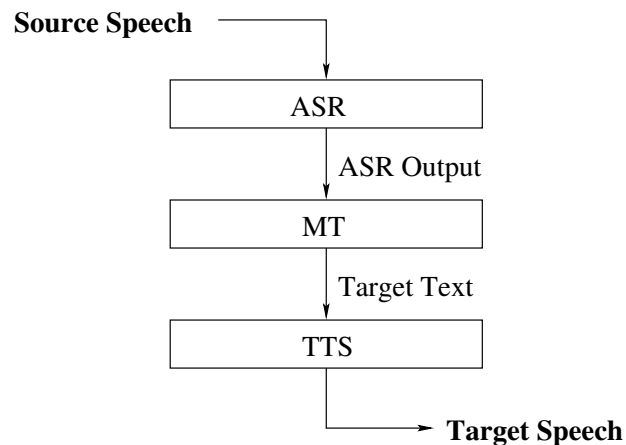 Source Speech
ASR
ASR Output
MT
Target Text
TTS
Target Speech